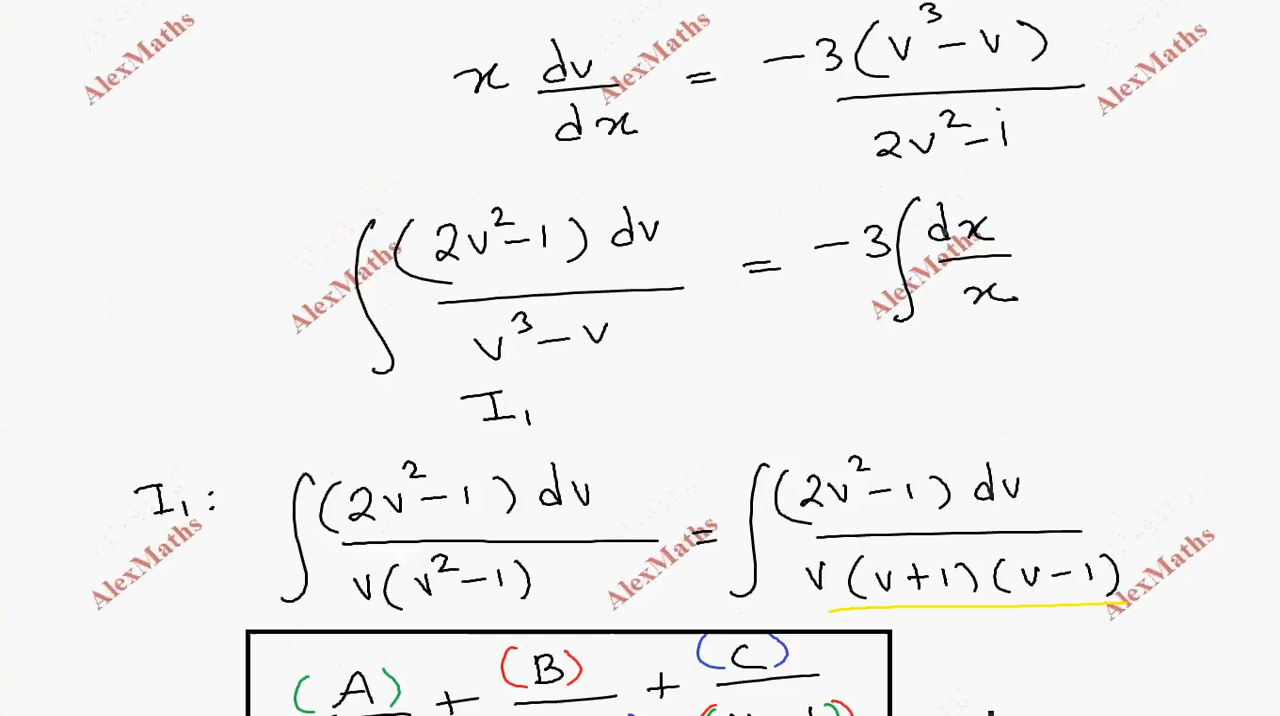 AlexMaths AlexMaths AlexMaths
x dv/dx = -3(v³-v)/(2v²-1)
∫ (2v²-1) dv/(v³-v) = -3 ∫ dx/x
AlexMaths AlexMaths
I₁
I₁: ∫ (2v²-1) dv/(v(v²-1)) = ∫ (2v²-1) dv/(v(v+1)(v-1))
AlexMaths AlexMaths AlexMaths
(A) + (B) + (C)